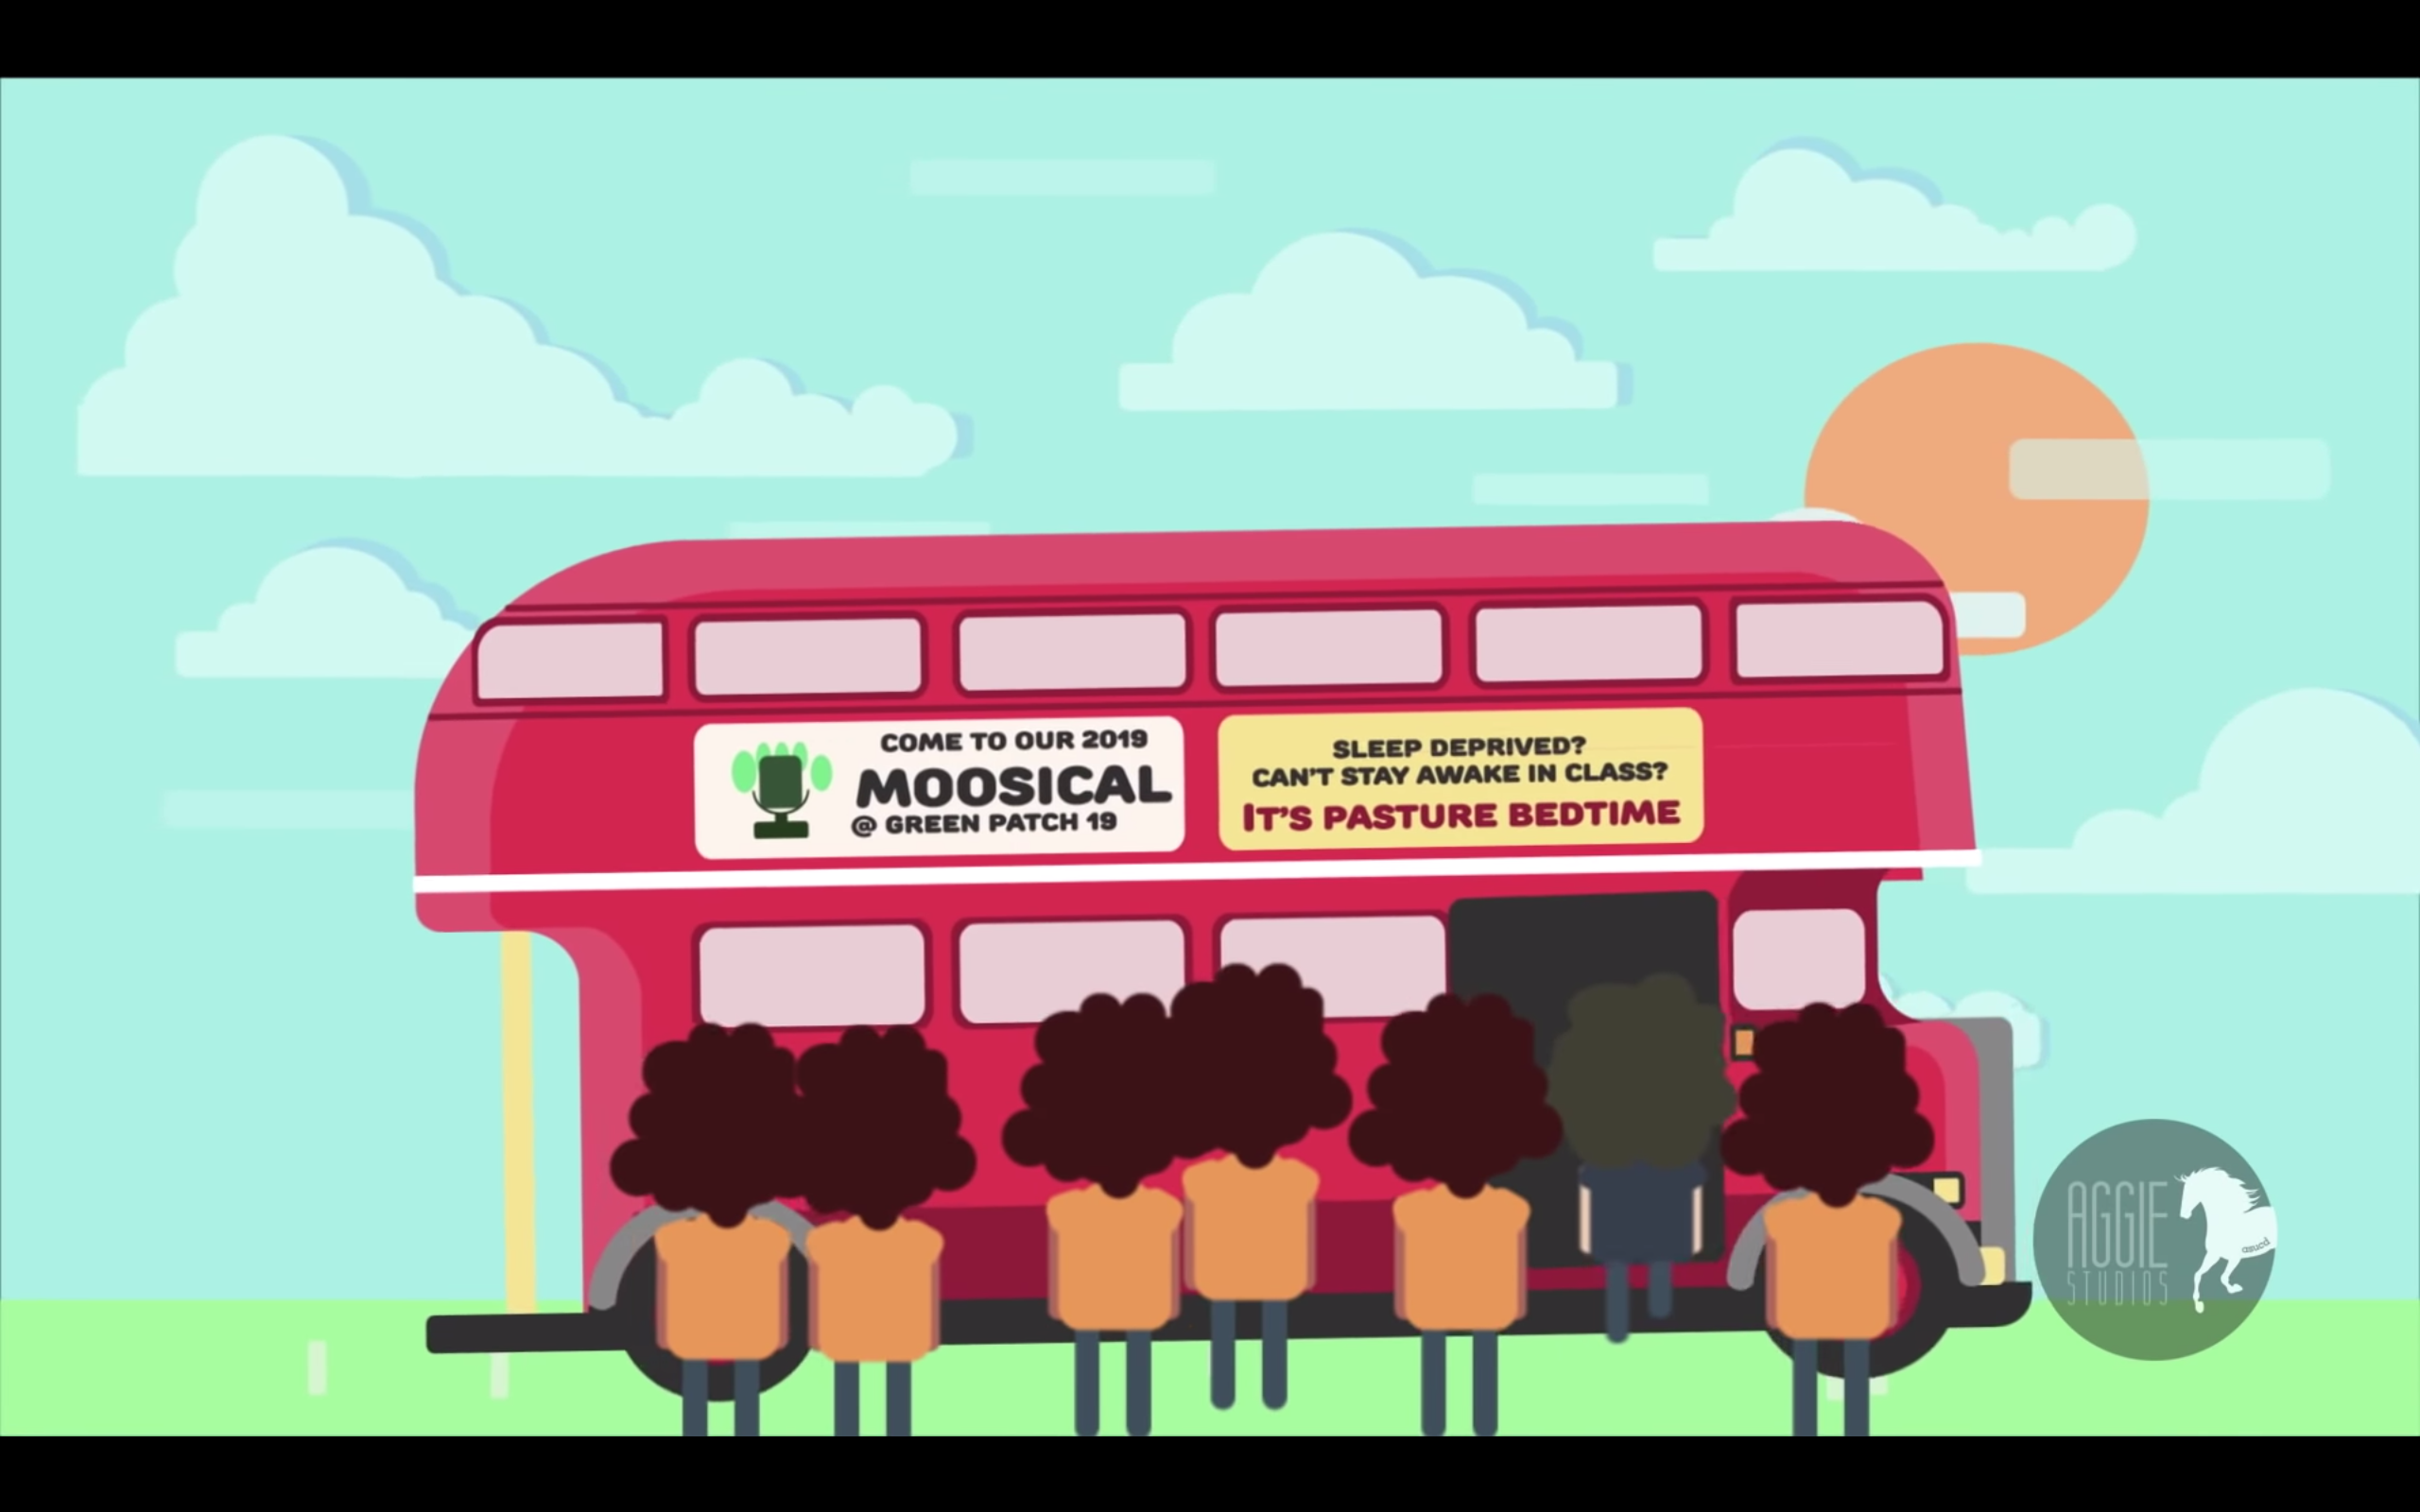 COME TO OUR 2019
MOOSICAL
@ GREEN PATCH 19
SLEEP DEPRIVED?
CAN'T STAY AWAKE IN CLASS?
IT'S PASTURE BEDTIME
AGGIE
STUDIOS
asucd